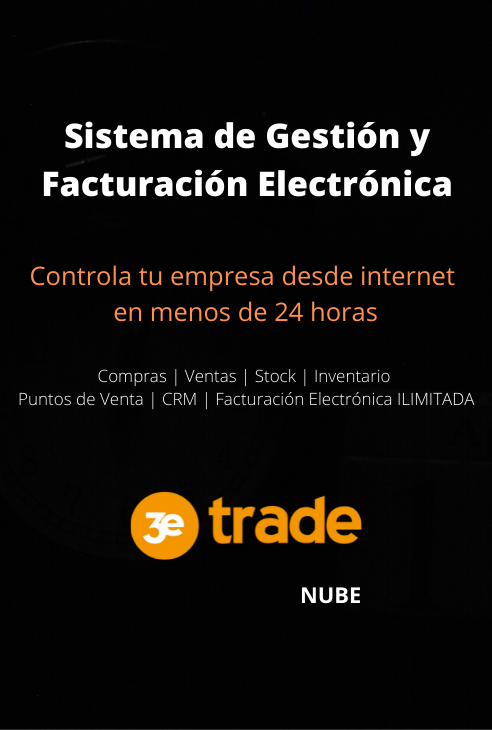 Sistema de Gestión y
Facturación Electrónica
Controla tu empresa desde internet
en menos de 24 horas
Compras | Ventas | Stock | Inventario
Puntos de Venta | CRM | Facturación Electrónica ILIMITADA
3e trade
NUBE